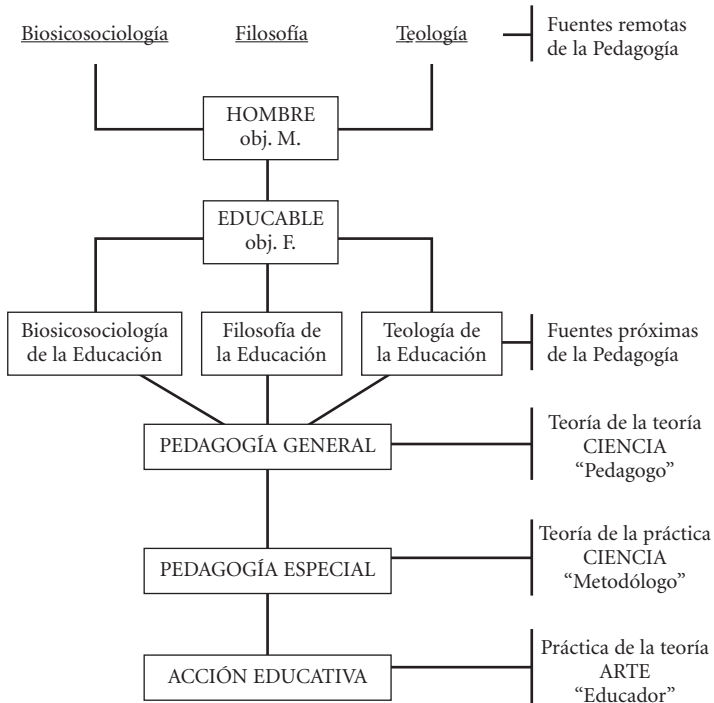 Biosicosociología
Filosofía
Teología
Fuentes remotas
de la Pedagogía
HOMBRE
obj. M.
EDUCABLE
obj. F.
Biosicosociología
de la Educación
Filosofía de
la Educación
Teología de
la Educación
Fuentes próximas
de la Pedagogía
PEDAGOGÍA GENERAL
Teoría de la teoría
CIENCIA
“Pedagogo”
PEDAGOGÍA ESPECIAL
Teoría de la práctica
CIENCIA
“Metodólogo”
ACCIÓN EDUCATIVA
Práctica de la teoría
ARTE
“Educador”